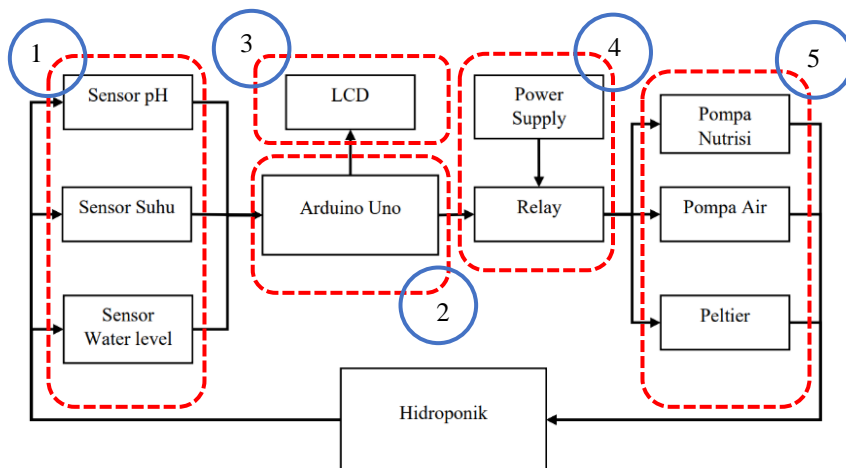 1
3
4
5
Sensor pH
LCD
Power
Supply
Pompa
Nutrisi
Sensor Suhu
Arduino Uno
Relay
Pompa Air
2
Sensor
Water level
Peltier
Hidroponik